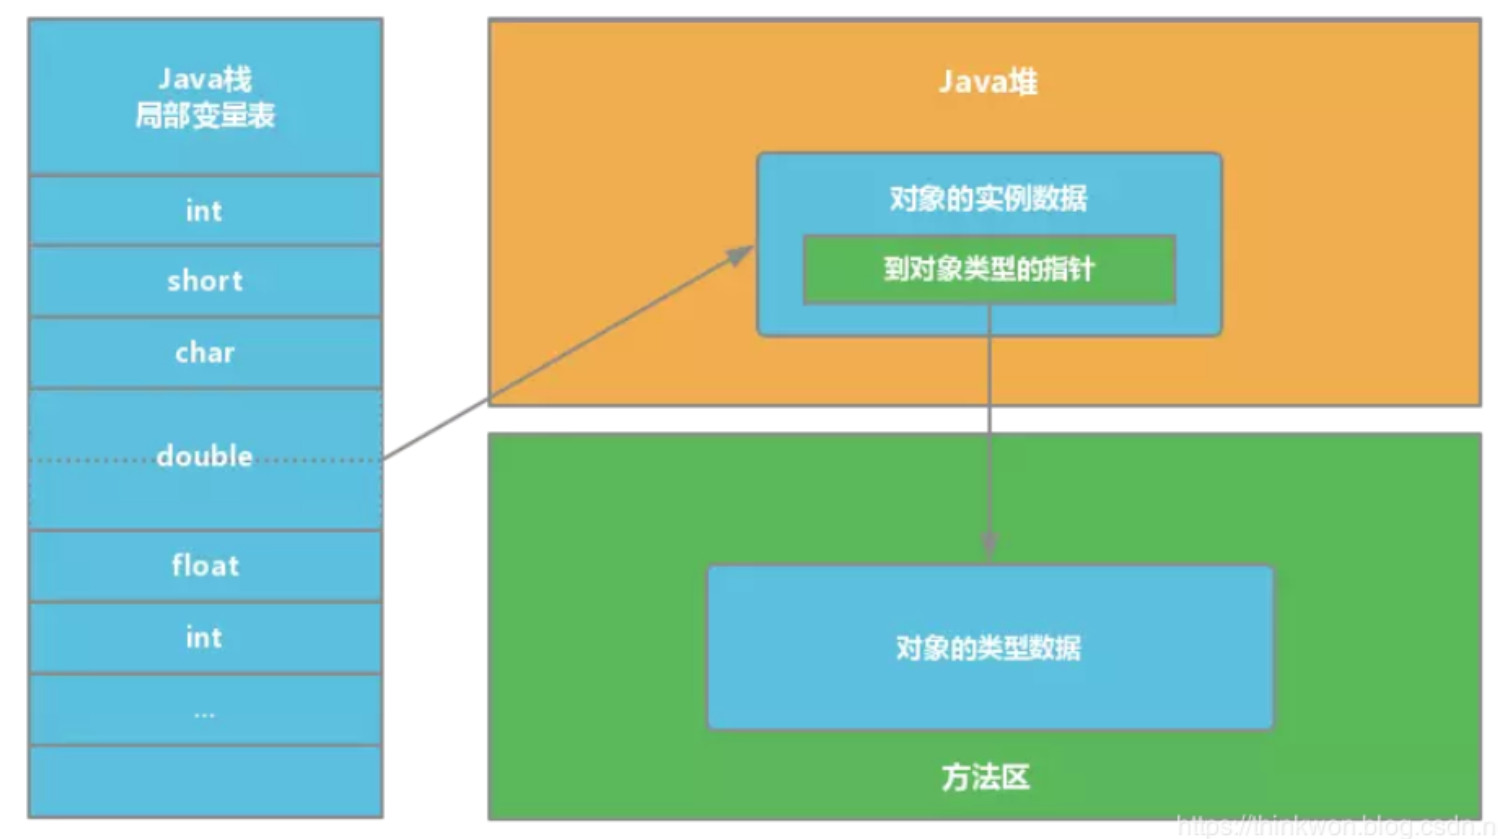 Java栈
局部变量表
int
short
char
double
float
int
...
Java堆
对象的实例数据
到对象类型的指针
对象的类型数据
方法区
https://thinkwon.blog.csdn.n